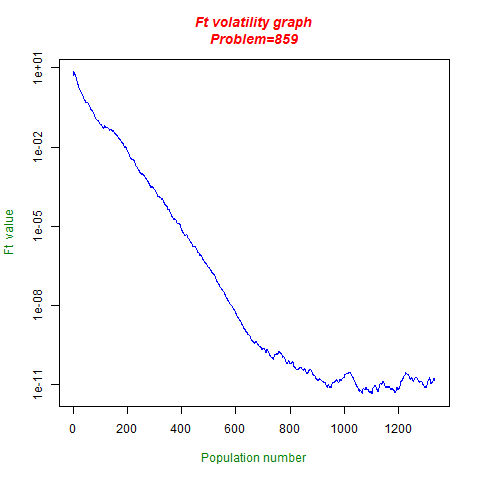 Ft volatility graph
Problem=859
1e+01
1e-02
1e-05
1e-08
1e-11
Ft value
0 200 400 600 800 1000 1200
Population number